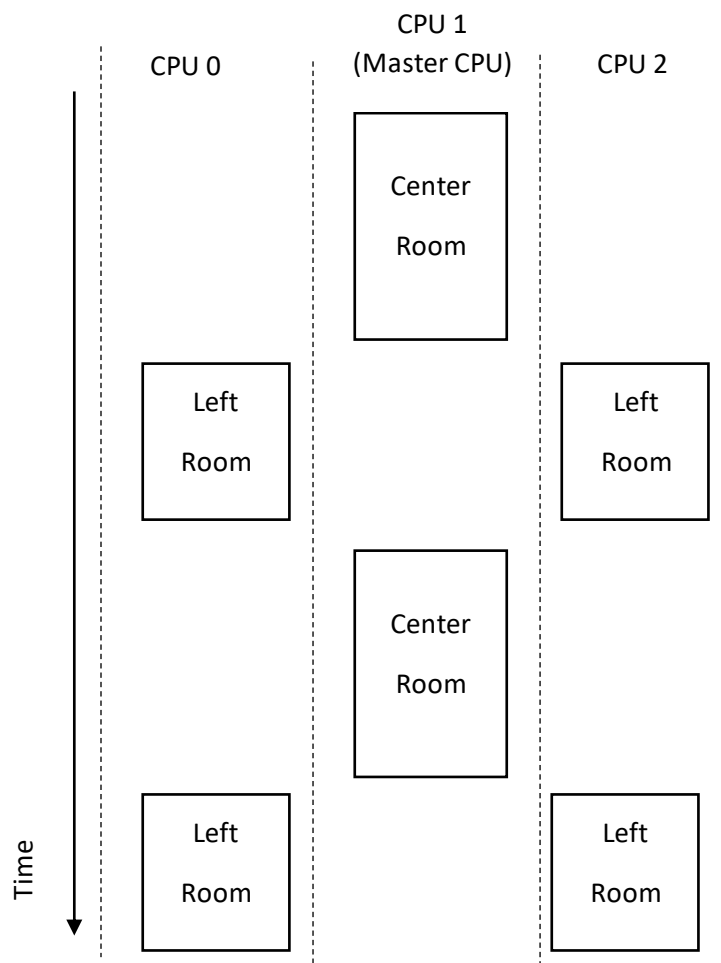 CPU 0
CPU 1
(Master CPU)
CPU 2
Center
Room
Left
Room
Left
Room
Center
Room
Left
Room
Left
Room
Time